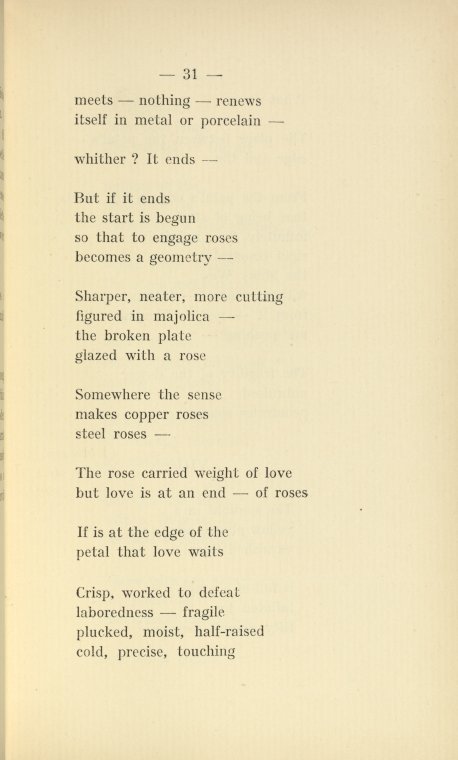 — 31 —
meets — nothing — renews
itself in metal or porcelain —
whither ? It ends —
But if it ends
the start is begun
so that to engage roses
becomes a geometry —
Sharper, neater, more cutting
figured in majolica —
the broken plate
glazed with a rose
Somewhere the sense
makes copper roses
steel roses —
The rose carried weight of love
but love is at an end — of roses
If is at the edge of the
petal that love waits
Crisp, worked to defeat
laboredness — fragile
plucked, moist, half-raised
cold, precise, touching